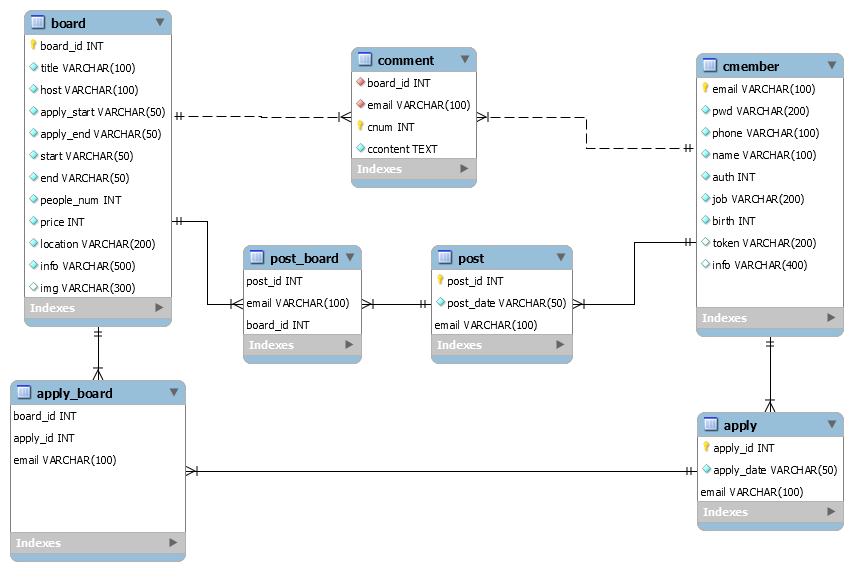 board
board_id INT
title VARCHAR(100)
host VARCHAR(100)
apply_start VARCHAR(50)
apply_end VARCHAR(50)
start VARCHAR(50)
end VARCHAR(50)
people_num INT
price INT
location VARCHAR(200)
info VARCHAR(500)
img VARCHAR(300)
Indexes
comment
board_id INT
email VARCHAR(100)
cnum INT
ccontent TEXT
Indexes
cmember
email VARCHAR(100)
pwd VARCHAR(200)
phone VARCHAR(100)
name VARCHAR(100)
auth INT
job VARCHAR(200)
birth INT
token VARCHAR(200)
info VARCHAR(400)
Indexes
post_board
post_id INT
email VARCHAR(100)
board_id INT
Indexes
post
post_id INT
post_date VARCHAR(50)
email VARCHAR(100)
Indexes
apply_board
board_id INT
apply_id INT
email VARCHAR(100)
Indexes
apply
apply_id INT
apply_date VARCHAR(50)
email VARCHAR(100)
Indexes